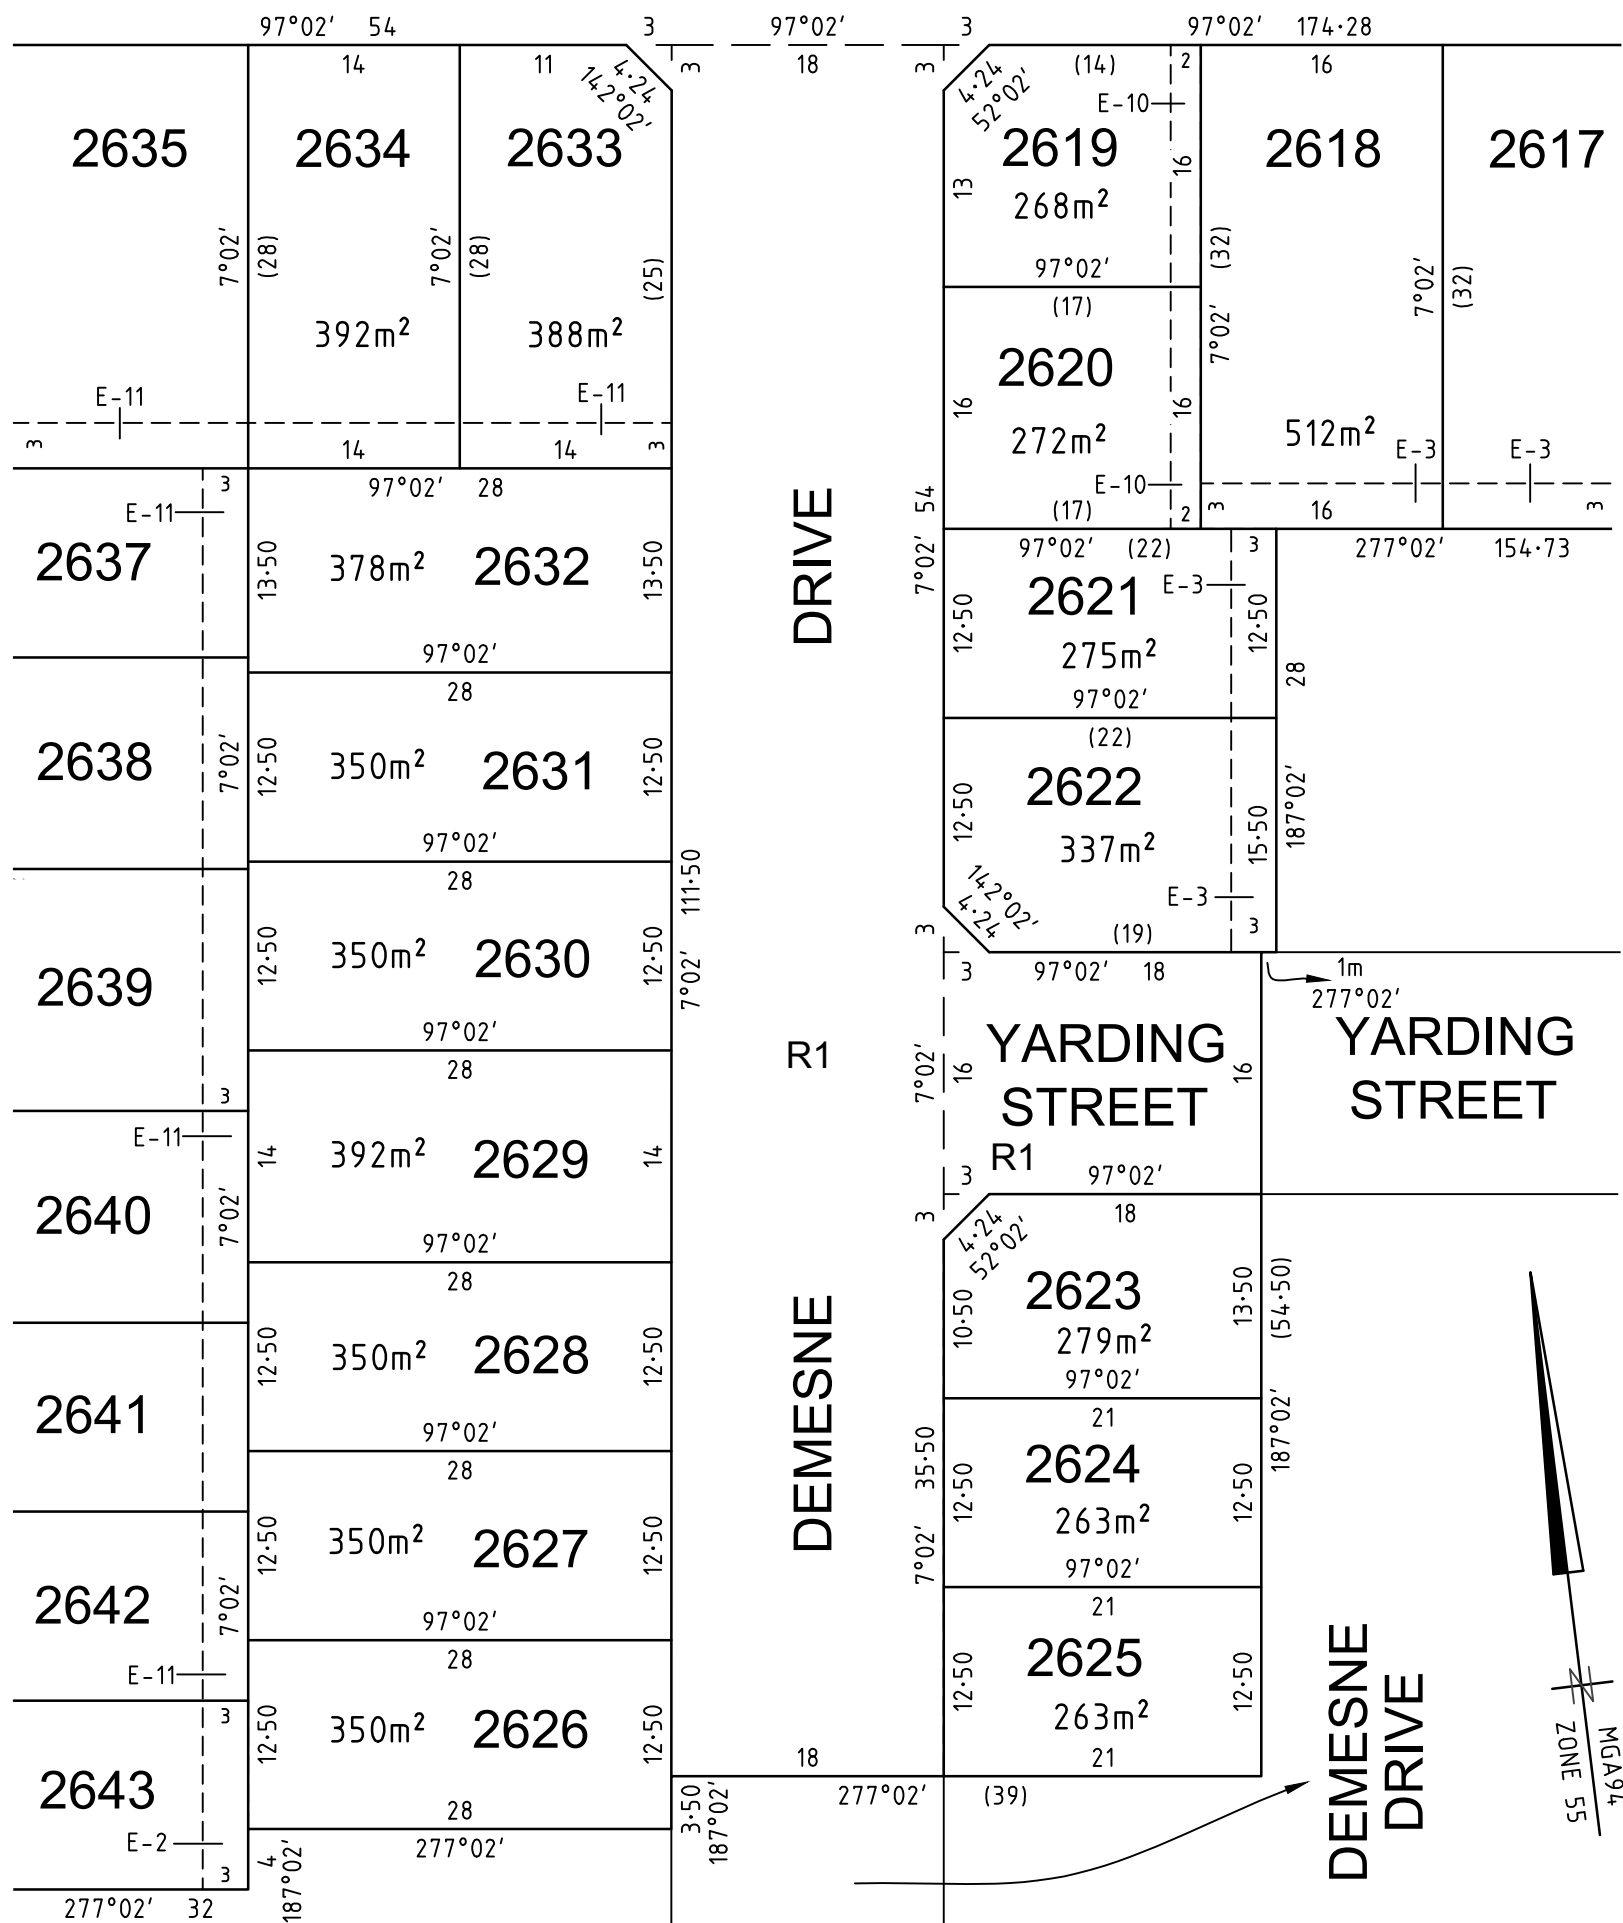 97°02' 54 3 97°02' 3 97°02' 174·28
14 11 4·24 142°02' 3 18 3 4·24 52°02' (14) 2 16
E-10
2635 2634 2633 2619 2618 2617
13 268m² 16
7°02' (28) 7°02' (28) (25) 97°02' (32) 7°02' (32)
(17)
392m² 388m² 2620 7°02'
E-11 E-11 16 272m² 16 512m² E-3 E-3
3 14 14 3 E-10
3 97°02' 28 (17) 2 3 16 3
E-11 DRIVE 7°02' 54 97°02' (22) 3 277°02' 154·73
2637 13·50 378m² 2632 13·50 2621 E-3
12·50 275m² 12·50
97°02' 97°02' 28
28 (22)
2638 7°02' 12·50 350m² 2631 12·50 2622
12·50 337m² 15·50 187°02'
97°02' 142°02' 4·24 E-3
28 111·50 3 (19) 3
2639 12·50 350m² 2630 12·50 7°02' 3 97°02' 18 1m
277°02'
97°02' R1 7°02' 16 YARDING STREET 16 YARDING STREET
28
3 R1
E-11 14 392m² 2629 14 3 97°02'
2640 7°02' 3 4·24 52°02' 18
97°02'
28 DEMESNE 2623 13·50 (54·50)
12·50 350m² 2628 12·50 10·50 279m²
2641 97°02'
97°02' 21 187°02'
28 7°02' 35·50 2624
12·50 350m² 2627 12·50 12·50 263m² 12·50
2642 7°02' 97°02'
97°02' 21
E-11 28 2625
3 12·50 350m² 2626 12·50 12·50 263m² 12·50
2643 18 21
28 3·50 187°02' 277°02' (39)
E-2 277°02'
3 4 187°02'
277°02' 32
DEMESNE
DRIVE
MGA94
ZONE 55